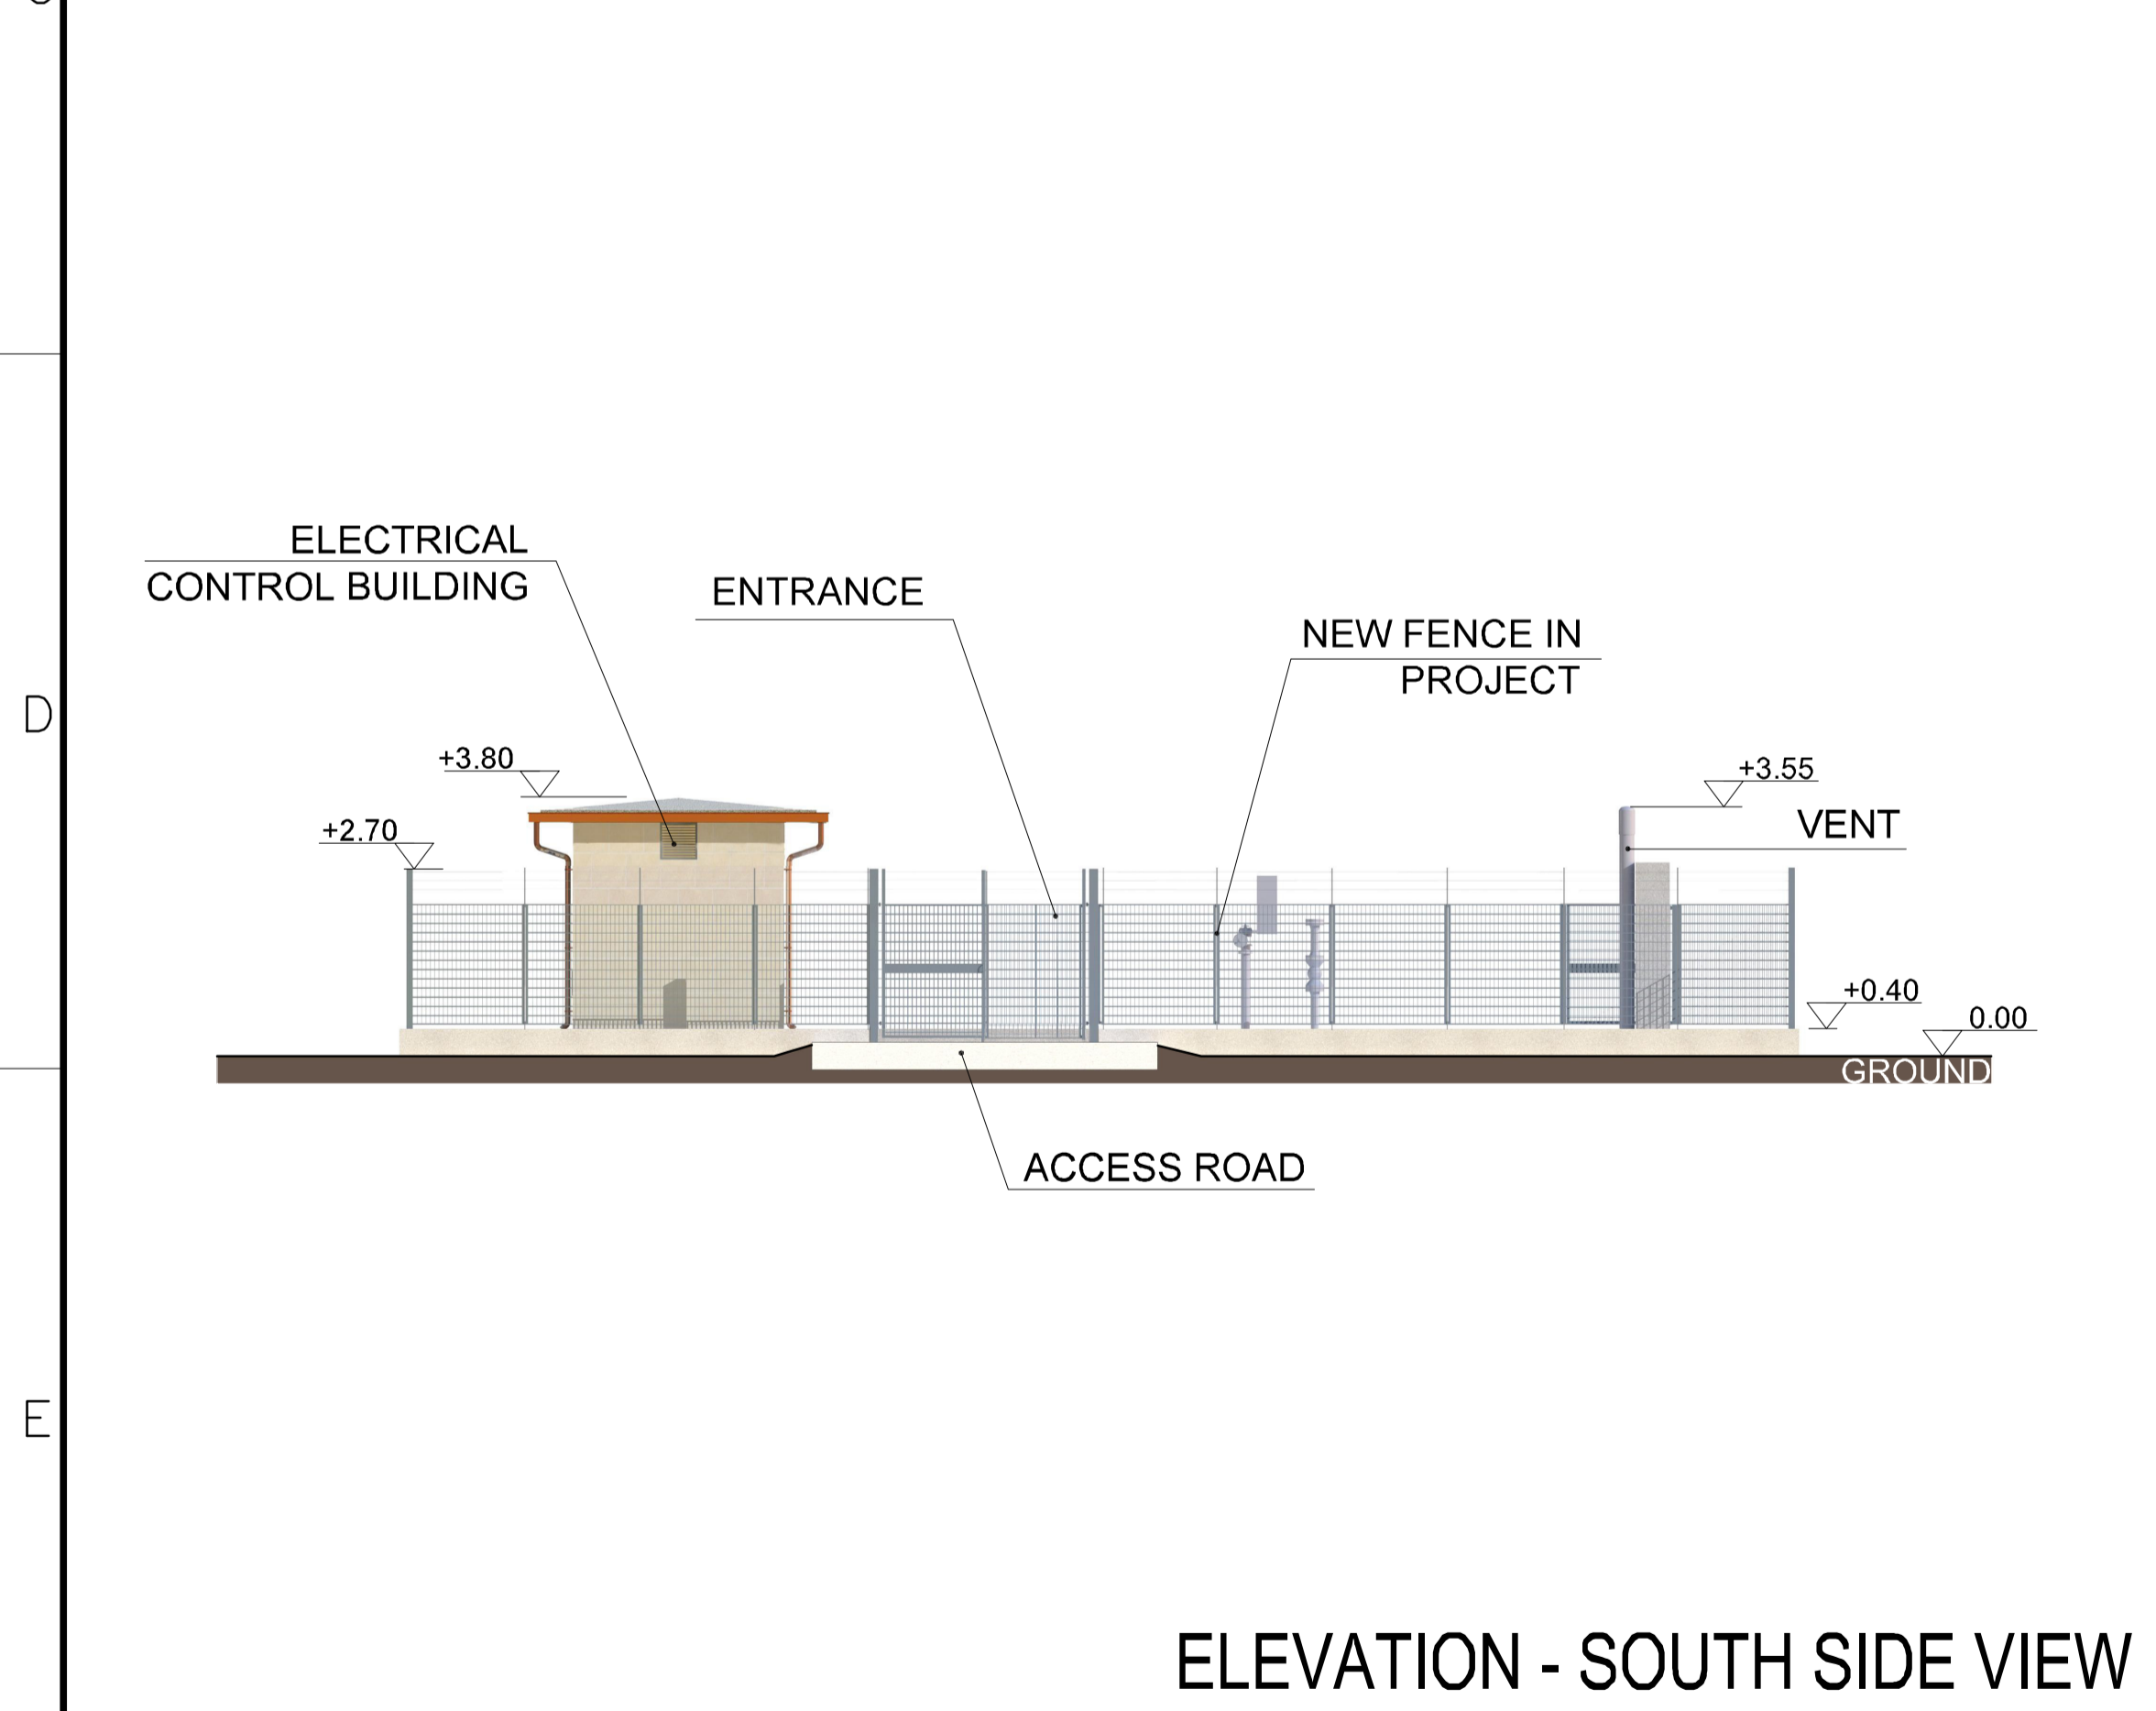 ELECTRICAL
CONTROL BUILDING
ENTRANCE
NEW FENCE IN
PROJECT
D
+3.80
+3.55
+2.70
VENT
+0.40
0.00
GROUND
ACCESS ROAD
E
ELEVATION - SOUTH SIDE VIEW